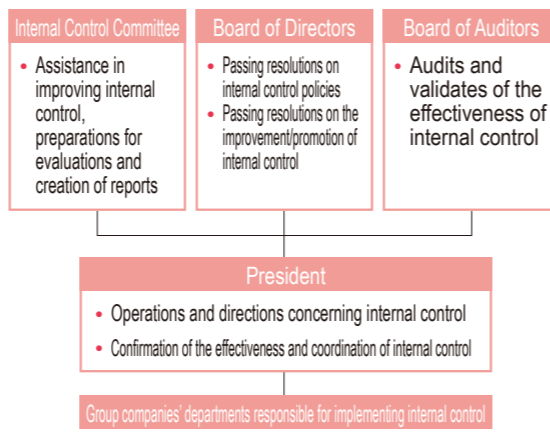 Internal Control Committee
• Assistance in
improving internal
control,
preparations for
evaluations and
creation of reports
Board of Directors
• Passing resolutions on
internal control policies
• Passing resolutions on the
improvement/promotion of
internal control
Board of Auditors
• Audits and
validates of the
effectiveness of
internal control
President
• Operations and directions concerning internal control
• Confirmation of the effectiveness and coordination of internal control
Group companies' departments responsible for implementing internal control